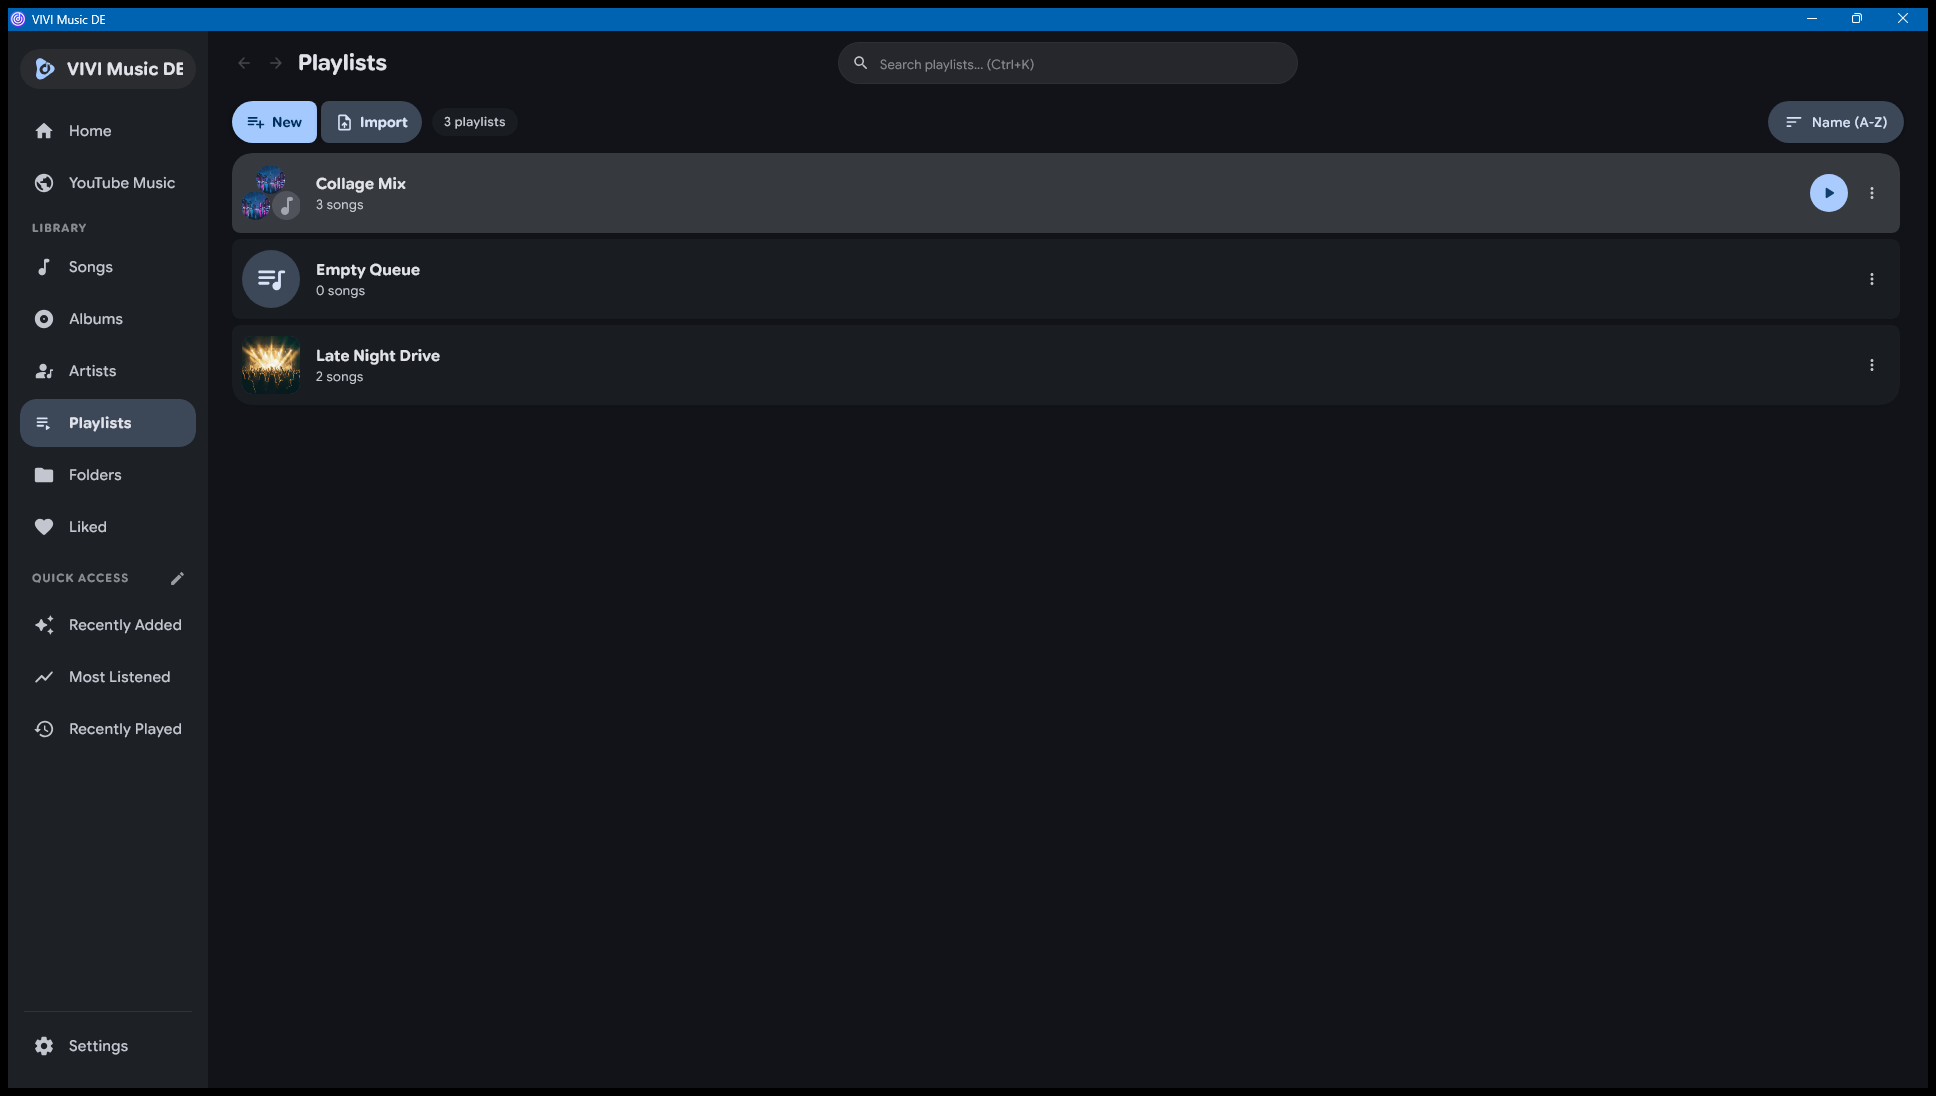 VIVI Music DE
VIVI Music DE
Home
YouTube Music
LIBRARY
Songs
Albums
Artists
Playlists
Folders
Liked
QUICK ACCESS
Recently Added
Most Listened
Recently Played
Settings
Playlists
Search playlists... (Ctrl+K)
New
Import
3 playlists
Name (A-Z)
Collage Mix
3 songs
Empty Queue
0 songs
Late Night Drive
2 songs